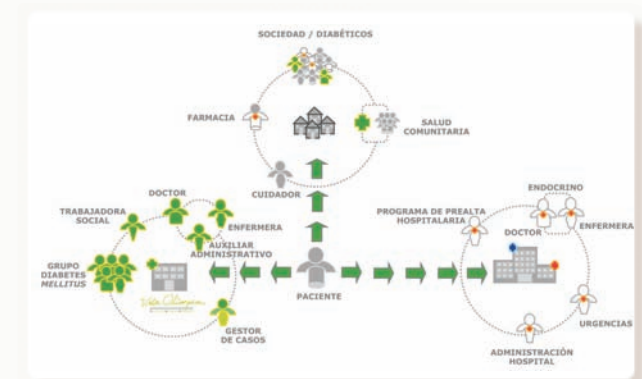 SOCIEDAD / DIABÉTICOS
FARMACIA
SALUD
COMUNITARIA
CUIDADOR
DOCTOR
TRABAJADORA
SOCIAL
ENFERMERA
AUXILIAR
ADMINISTRATIVO
GRUPO
DIABETES
MELLITUS
GESTOR
DE CASOS
PACIENTE
ENDOCRINO
PROGRAMA DE PREALTA
HOSPITALARIA
DOCTOR
ENFERMERA
URGENCIAS
ADMINISTRACIÓN
HOSPITAL